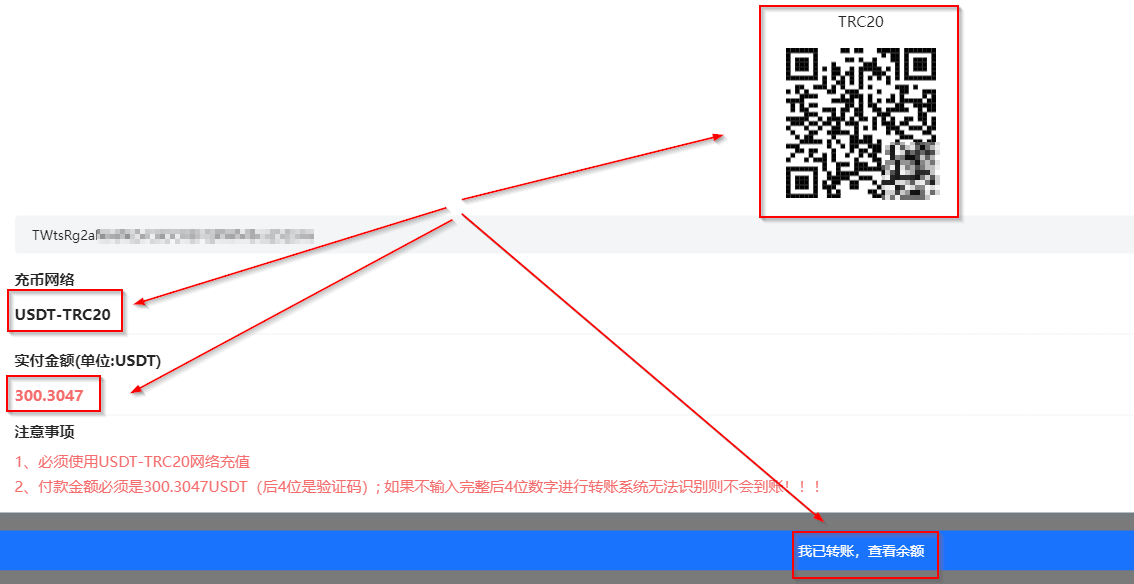 TRC20
TWtsRg2a
充币网络
USDT-TRC20
实付金额(单位:USDT)
300.3047
注意事项
1、必须使用USDT-TRC20网络充值
2、付款金额必须是300.3047USDT（后4位是验证码）; 如果不输入完整后4位数字进行转账系统无法识别则不会到账！！！
我已转账，查看余额